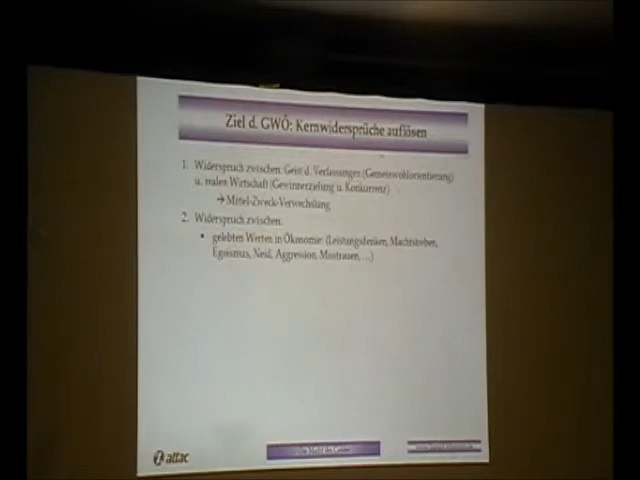 Ziel d. GWÖ: Kernwidersprüche auflösen
1. Widerspruch zwischen: Geist d. Verfassungen (Gemeinwohlorientierung)
u. realen Wirtschaft (Gewinnerzielung u. Konkurrenz)
→ Mittel-Zweck-Verwechslung
2. Widerspruch zwischen:
• gelebten Werten in Ökonomie: (Leistungsdenken, Machtstreben,
Egoismus, Neid, Aggression, Misstrauen, …)
attac